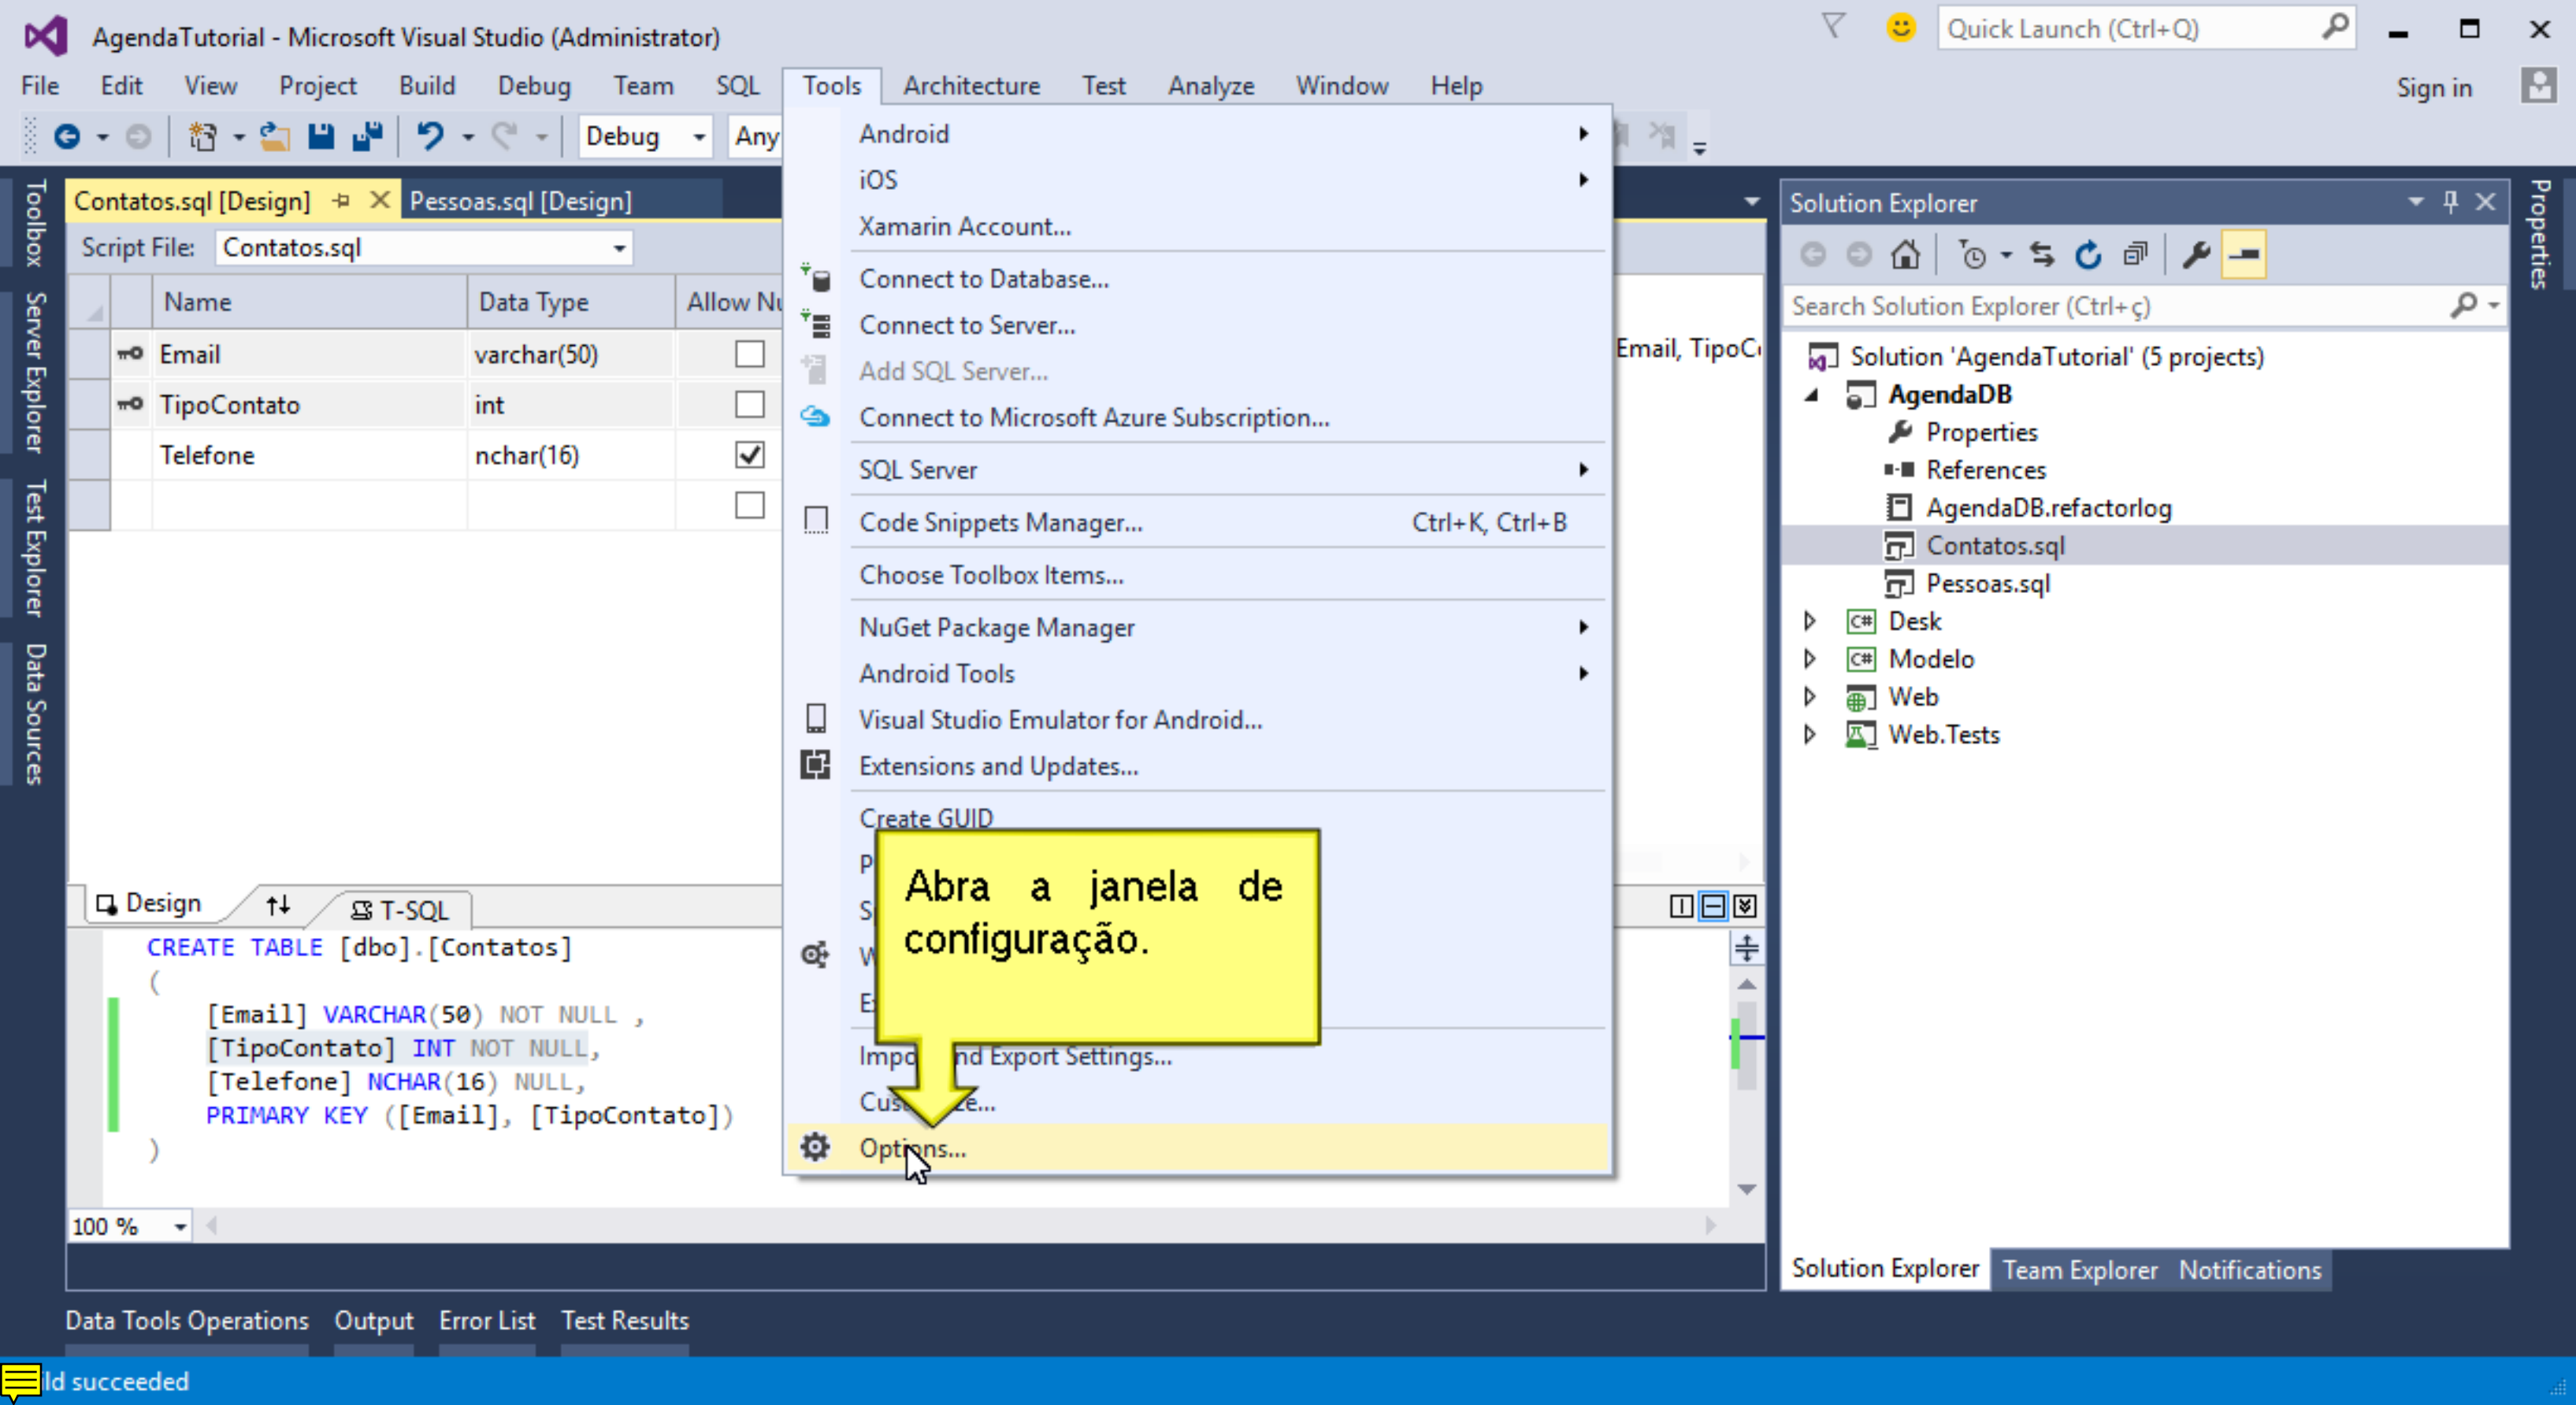 AgendaTutorial - Microsoft Visual Studio (Administrator)
Quick Launch (Ctrl+Q)
File Edit View Project Build Debug Team SQL Tools Architecture Test Analyze Window Help
Sign in
Debug
Any
Toolbox
Server Explorer
Test Explorer
Data Sources
Contatos.sql [Design]
Pessoas.sql [Design]
Script File: Contatos.sql
Name Data Type Allow Nu
Email varchar(50)
TipoContato int
Telefone nchar(16)
Email, TipoC
Android
iOS
Xamarin Account...
Connect to Database...
Connect to Server...
Add SQL Server...
Connect to Microsoft Azure Subscription...
SQL Server
Code Snippets Manager... Ctrl+K, Ctrl+B
Choose Toolbox Items...
NuGet Package Manager
Android Tools
Visual Studio Emulator for Android...
Extensions and Updates...
Create GUID
Abra a janela de
configuração.
and Export Settings...
Options...
Design
T-SQL
CREATE TABLE [dbo].[Contatos]
(
[Email] VARCHAR(50) NOT NULL ,
[TipoContato] INT NOT NULL,
[Telefone] NCHAR(16) NULL,
PRIMARY KEY ([Email], [TipoContato])
)
100 %
Solution Explorer
Search Solution Explorer (Ctrl+ç)
Solution 'AgendaTutorial' (5 projects)
AgendaDB
Properties
References
AgendaDB.refactorlog
Contatos.sql
Pessoas.sql
C# Desk
C# Modelo
Web
Web.Tests
Properties
Solution Explorer Team Explorer Notifications
Data Tools Operations Output Error List Test Results
ild succeeded